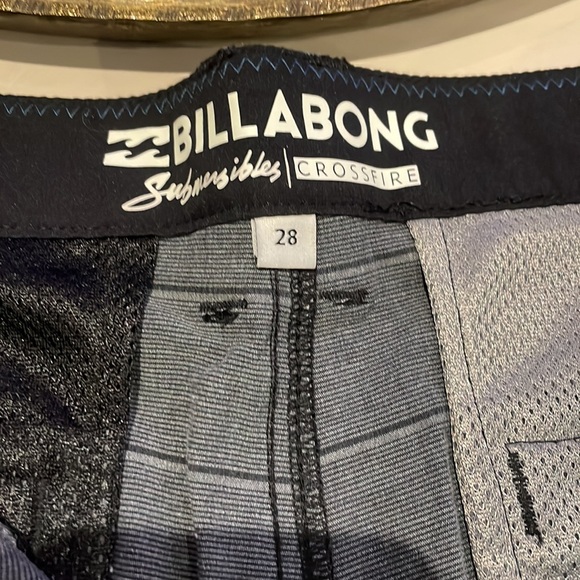 BILLABONG
Submersibles | CROSSFIRE
28